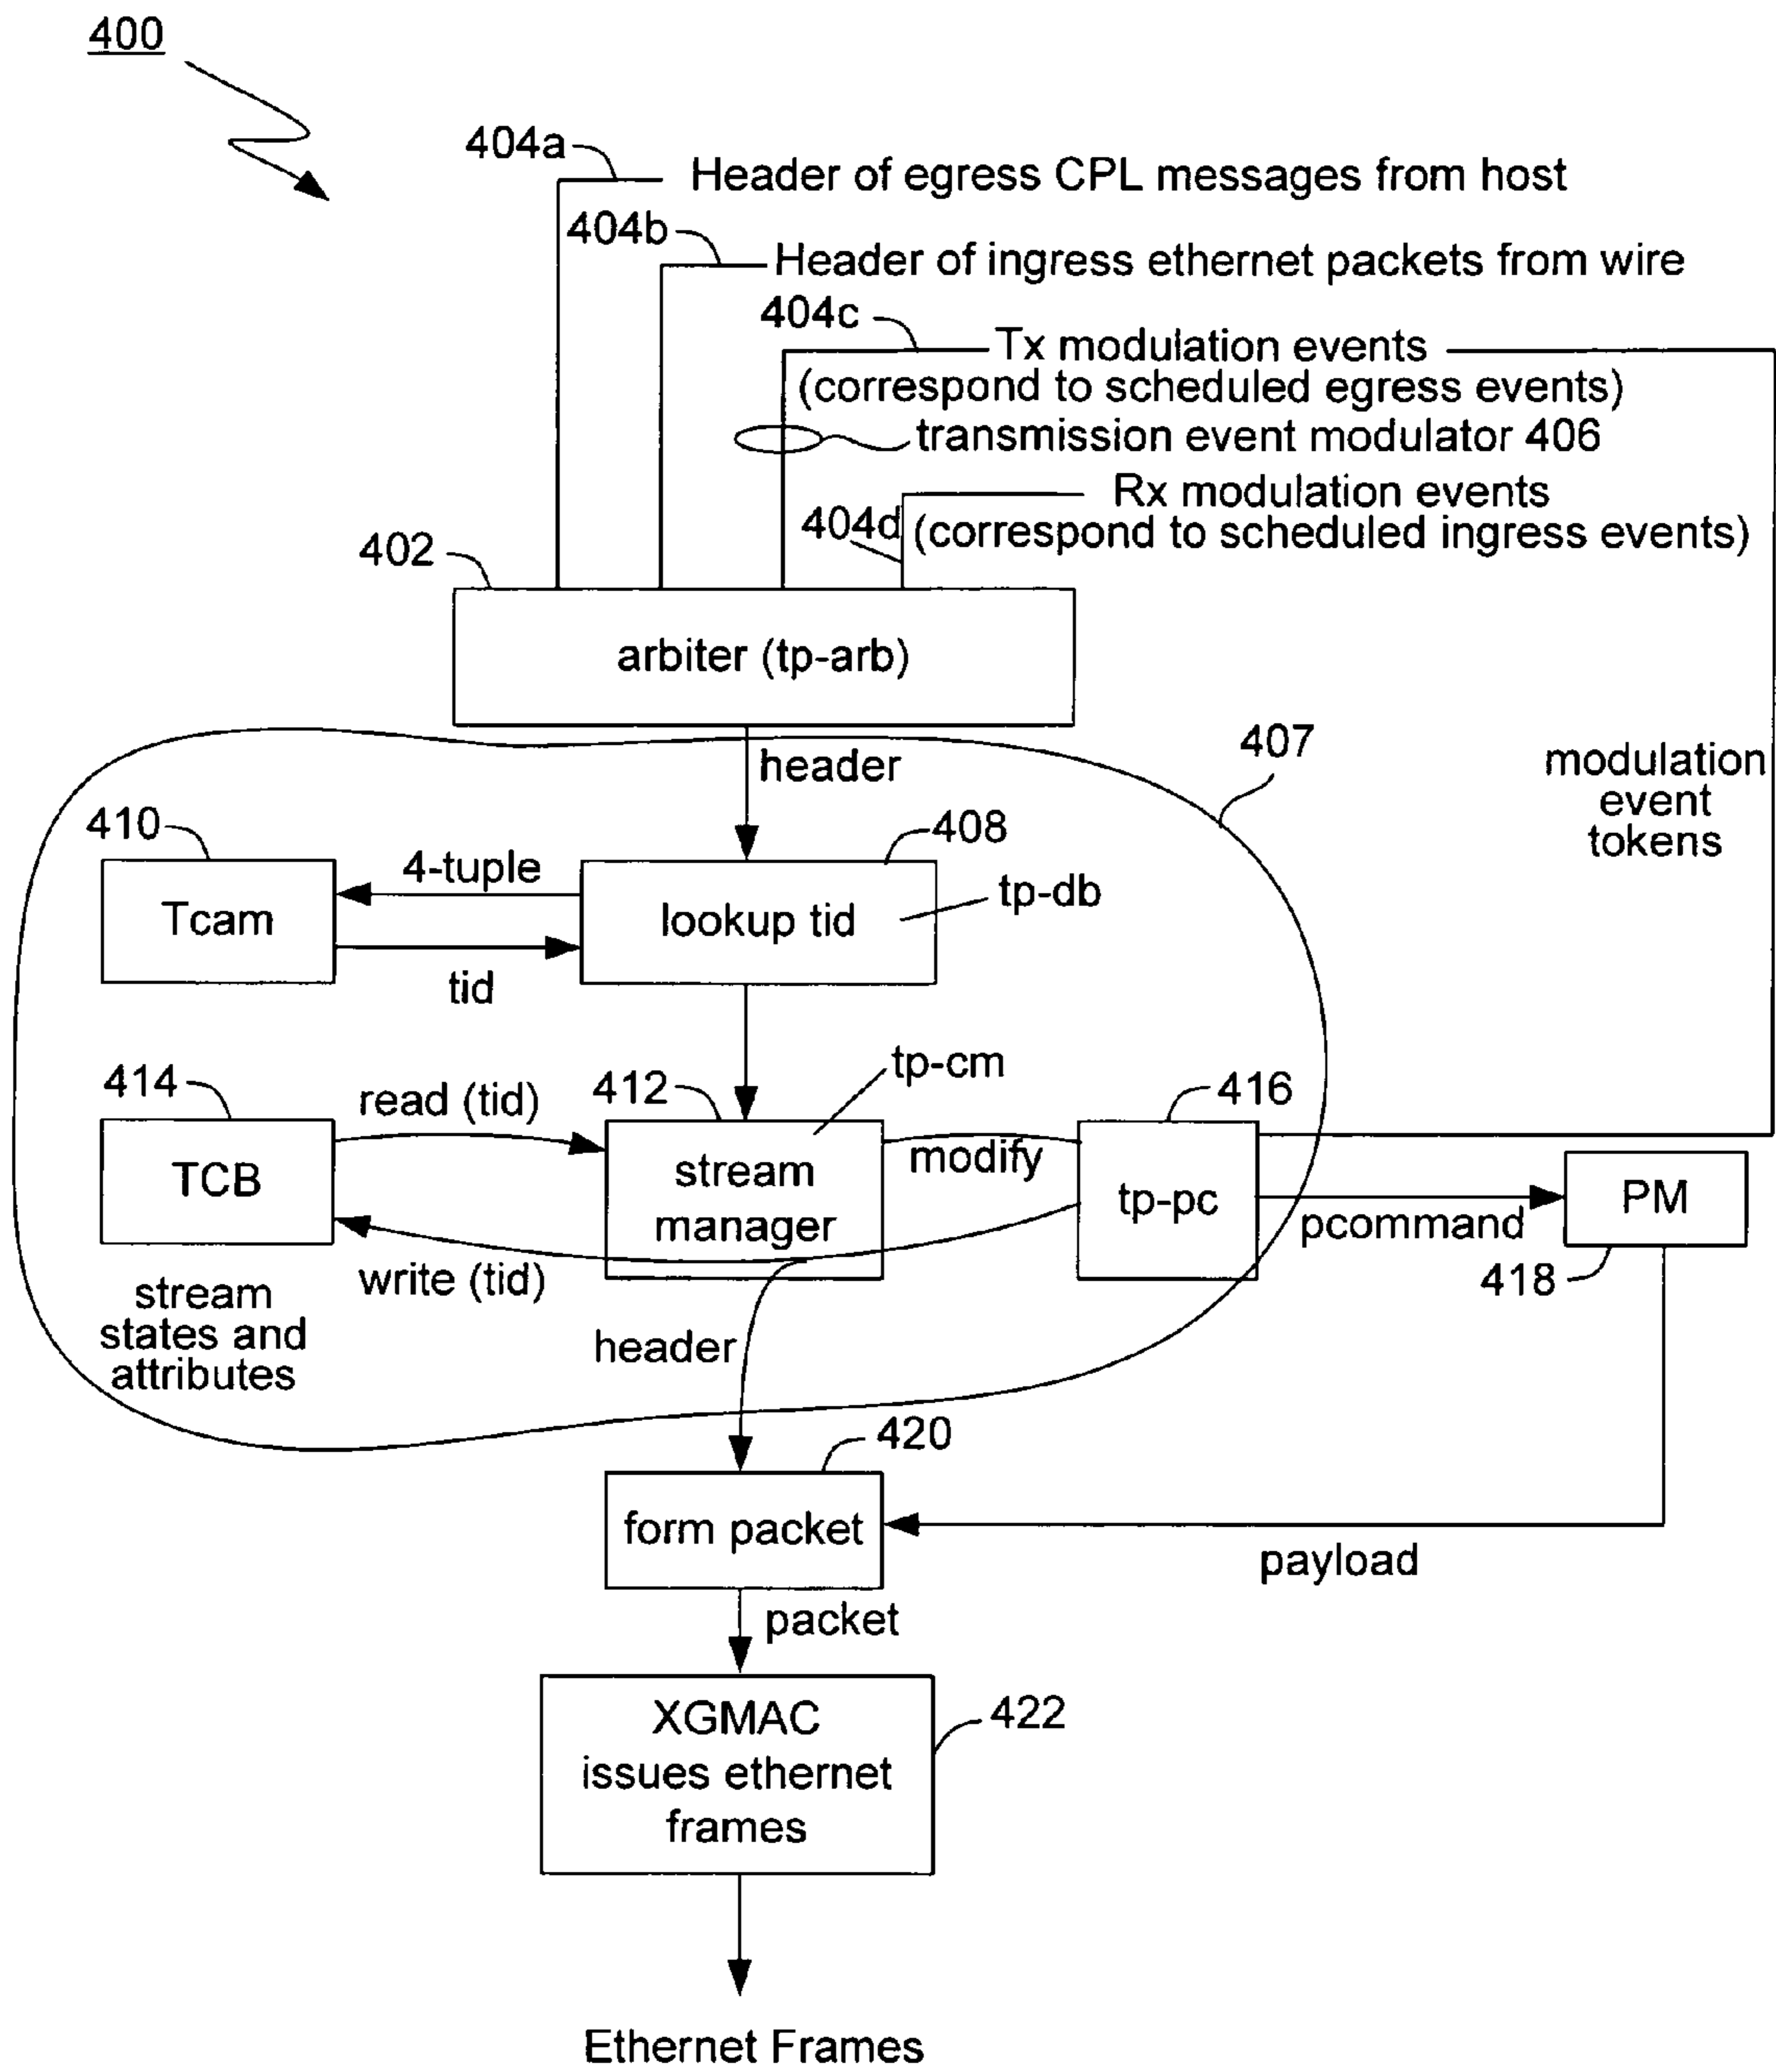 400
404a
Header of egress CPL messages from host
404b
Header of ingress ethernet packets from wire
404c
Tx modulation events
(correspond to scheduled egress events)
transmission event modulator 406
Rx modulation events
404d
(correspond to scheduled ingress events)
402
arbiter (tp-arb)
407
header
modulation
event
tokens
410
408
4-tuple
tp-db
Tcam
lookup tid
tid
tp-cm
414
read (tid)
412
416
modify
TCB
stream
manager
tp-pc
PM
pcommand
write (tid)
418
stream
states and
attributes
header
420
form packet
payload
packet
XGMAC
issues ethernet
frames
422
Ethernet Frames